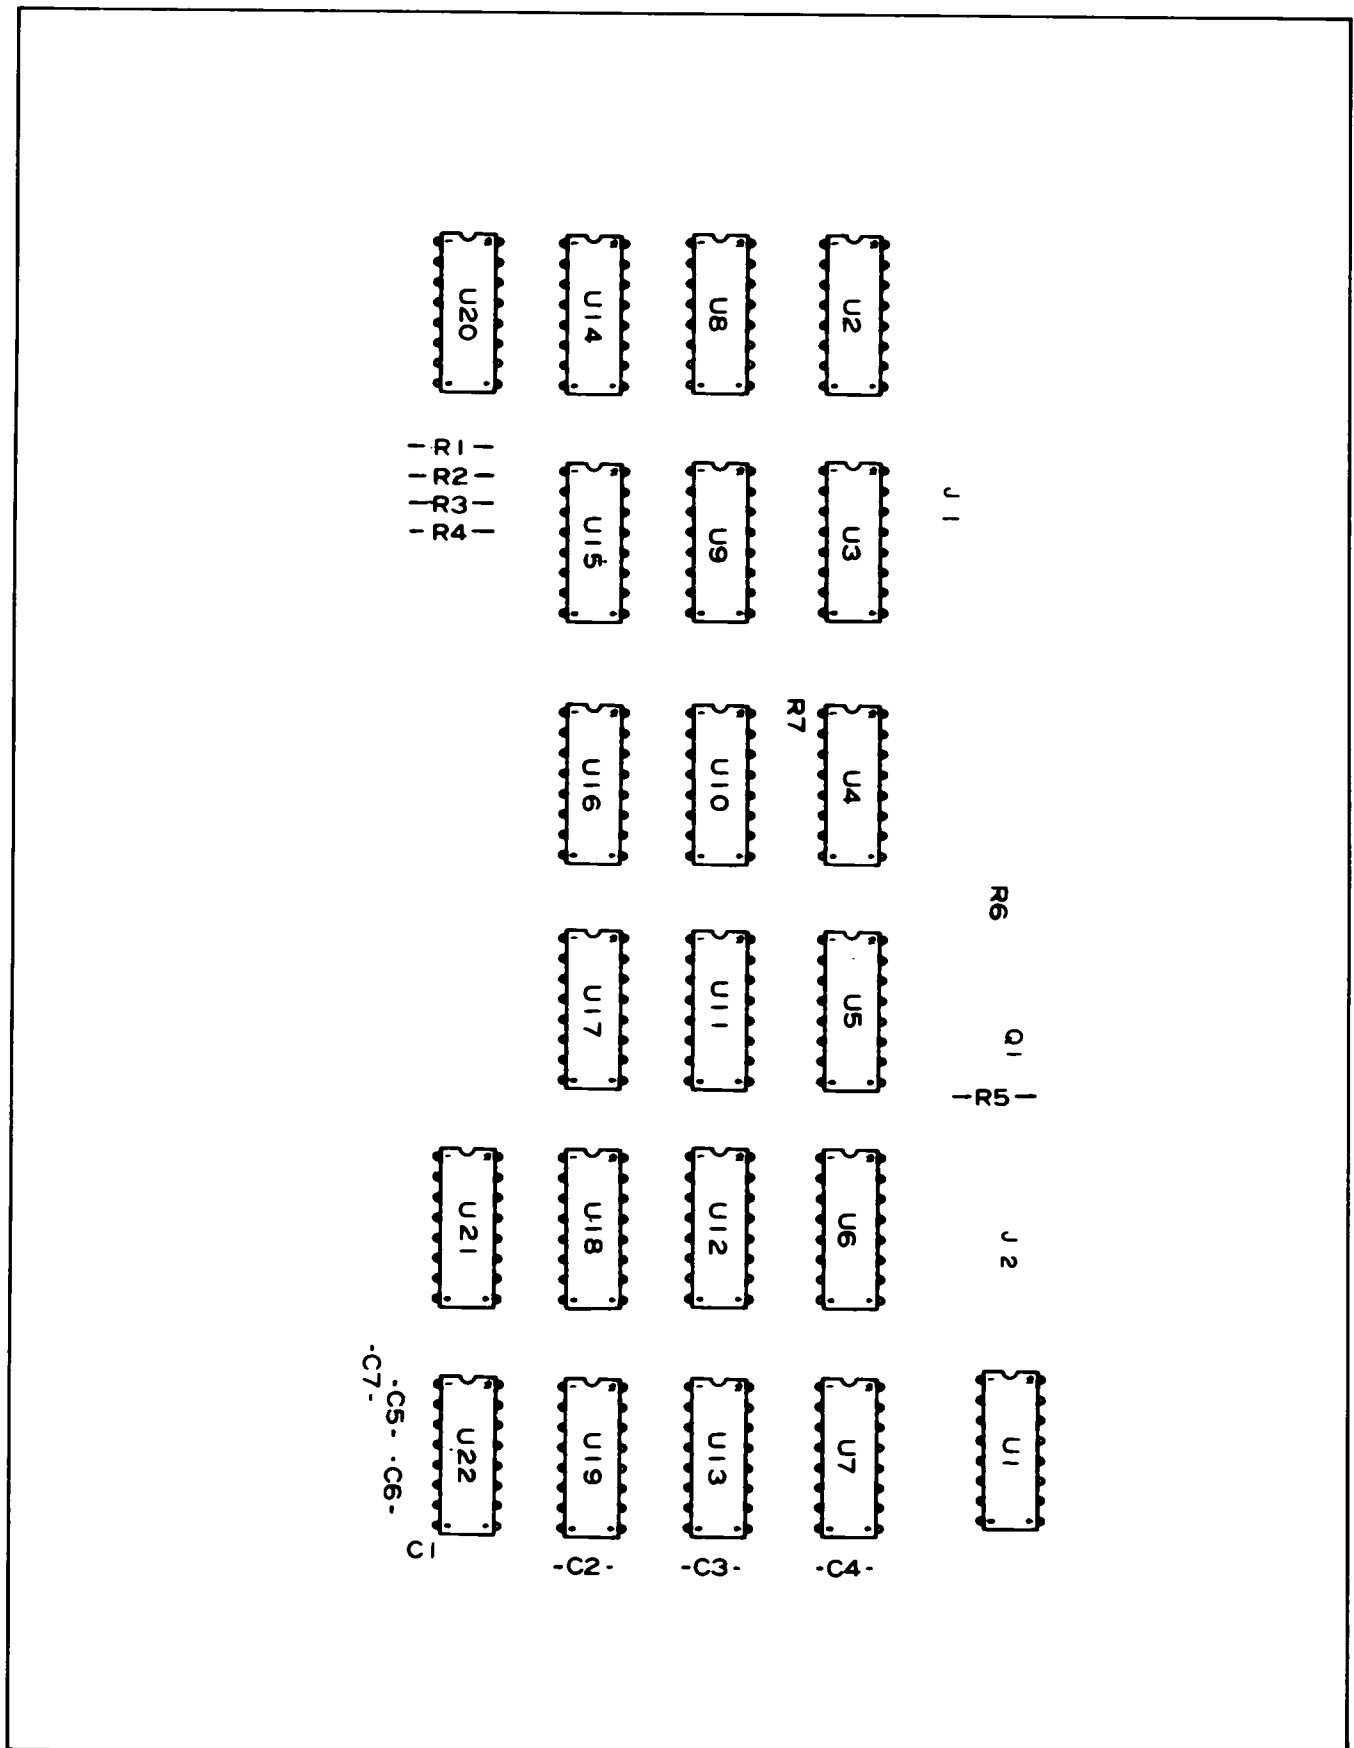 U20
U14
U8
U2
-R1-
-R2-
-R3-
-R4-
U15
U9
U3
J1
U16
U10
R7
U4
R6
U17
U11
U5
Q1
-R5-
U21
U18
U12
U6
J2
-C7-
-C5-
-C6-
U22
U19
U13
U7
U1
C1
-C2-
-C3-
-C4-